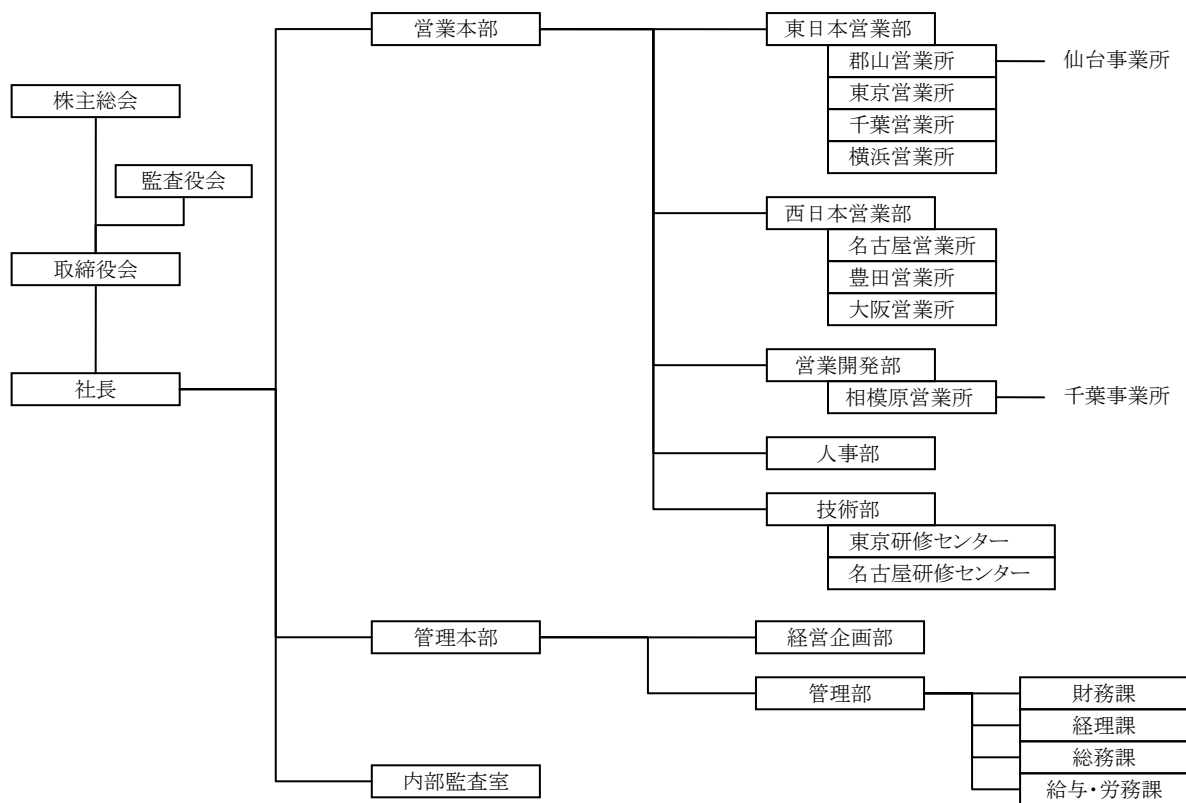 営業本部
東日本営業部
郡山営業所
仙台事業所
東京営業所
千葉営業所
横浜営業所
株主総会
監査役会
取締役会
社長
西日本営業部
名古屋営業所
豊田営業所
大阪営業所
営業開発部
相模原営業所
千葉事業所
人事部
技術部
東京研修センター
名古屋研修センター
管理本部
経営企画部
管理部
財務課
経理課
総務課
給与・労務課
内部監査室